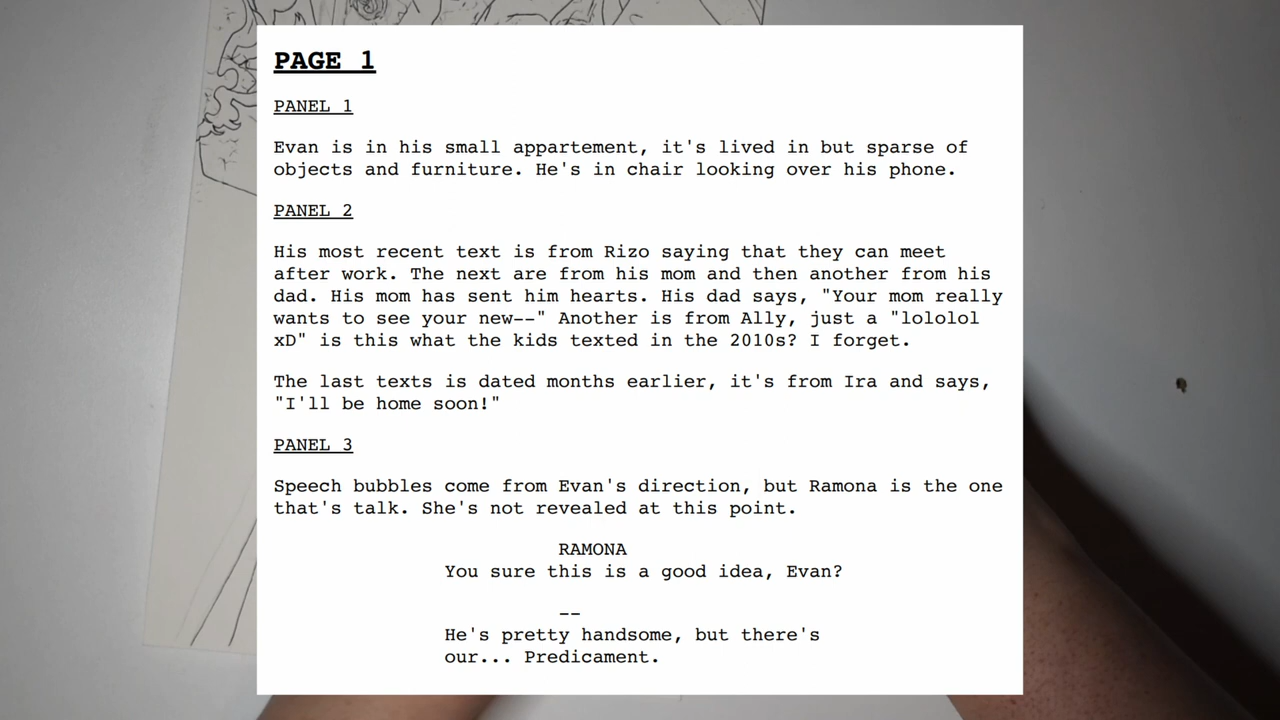 PAGE 1
PANEL 1
Evan is in his small appartement, it's lived in but sparse of
objects and furniture. He's in chair looking over his phone.
PANEL 2
His most recent text is from Rizo saying that they can meet
after work. The next are from his mom and then another from his
dad. His mom has sent him hearts. His dad says, "Your mom really
wants to see your new--" Another is from Ally, just a "lololol
xD" is this what the kids texted in the 2010s? I forget.
The last texts is dated months earlier, it's from Ira and says,
"I'll be home soon!"
PANEL 3
Speech bubbles come from Evan's direction, but Ramona is the one
that's talk. She's not revealed at this point.
RAMONA
You sure this is a good idea, Evan?
--
He's pretty handsome, but there's
our... Predicament.